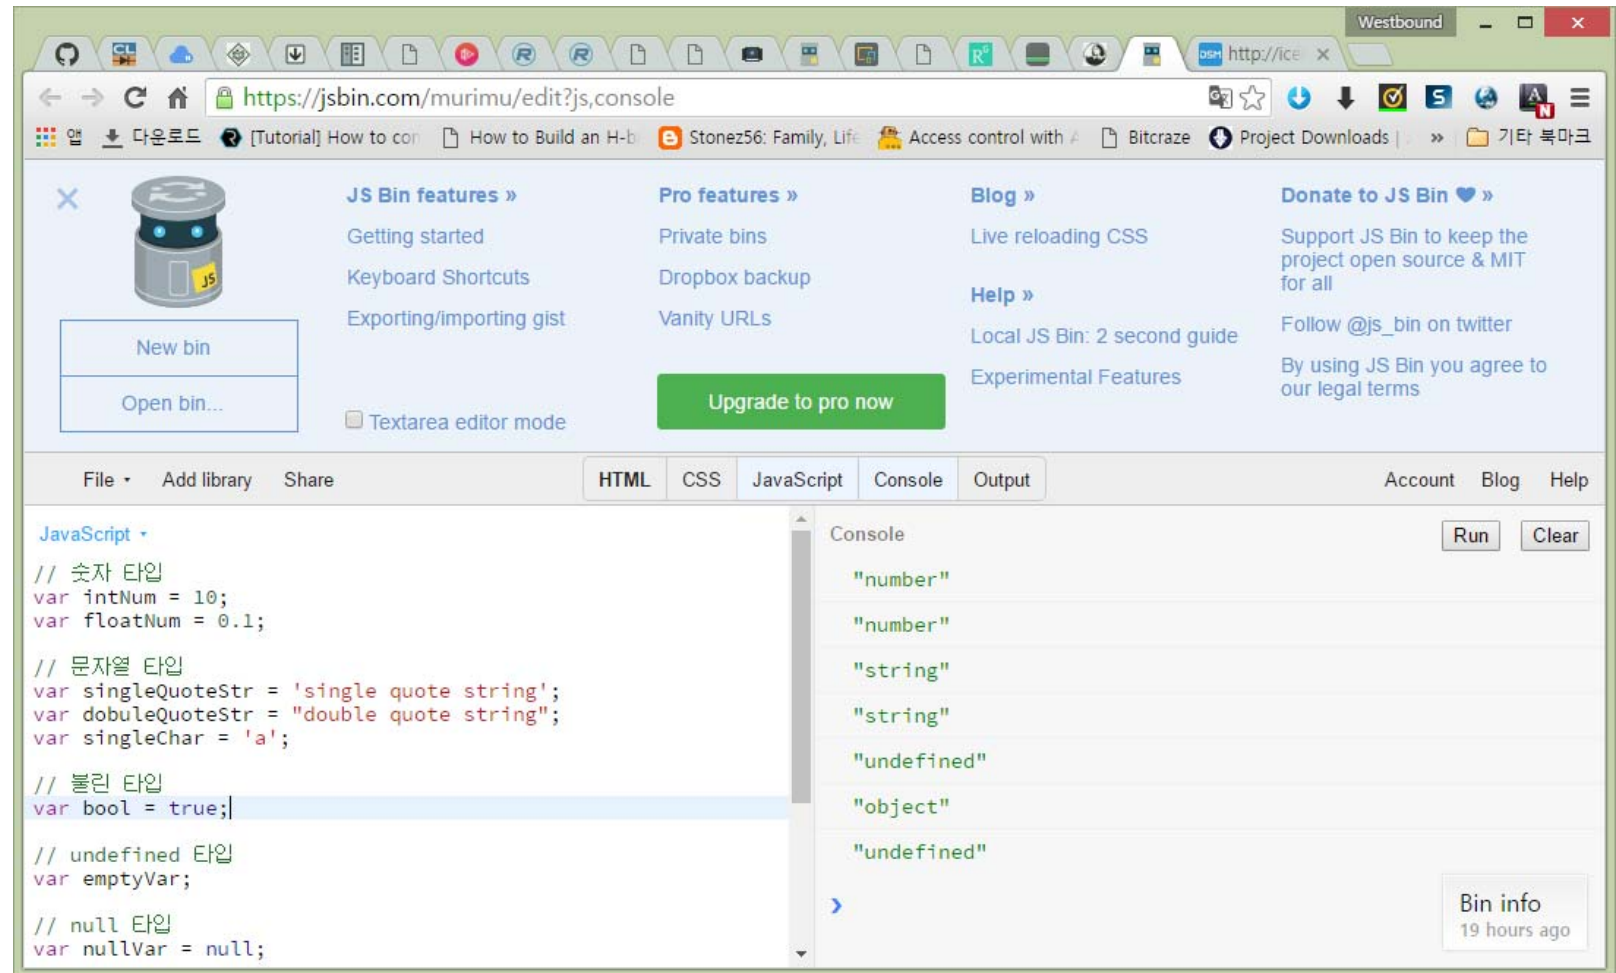 Westbound
http://ice
https://jsbin.com/murimu/edit?js,console
앱 다운로드 [Tutorial] How to con How to Build an H-b Stonez56: Family, Life Access control with A Bitcraze Project Downloads | » 기타 북마크
JS Bin features »
Getting started
Keyboard Shortcuts
Exporting/importing gist
Textarea editor mode
Pro features »
Private bins
Dropbox backup
Vanity URLs
Upgrade to pro now
Blog »
Live reloading CSS
Help »
Local JS Bin: 2 second guide
Experimental Features
Donate to JS Bin ♥ »
Support JS Bin to keep the
project open source & MIT
for all
Follow @js_bin on twitter
By using JS Bin you agree to
our legal terms
JS
New bin
Open bin...
File Add library Share HTML CSS JavaScript Console Output Account Blog Help
JavaScript
// 숫자 타입
var intNum = 10;
var floatNum = 0.1;
// 문자열 타입
var singleQuoteStr = 'single quote string';
var dobuleQuoteStr = "double quote string";
var singleChar = 'a';
// 불린 타입
var bool = true;
// undefined 타입
var emptyVar;
// null 타입
var nullVar = null;
Console Run Clear
"number"
"number"
"string"
"string"
"undefined"
"object"
"undefined"
Bin info
19 hours ago